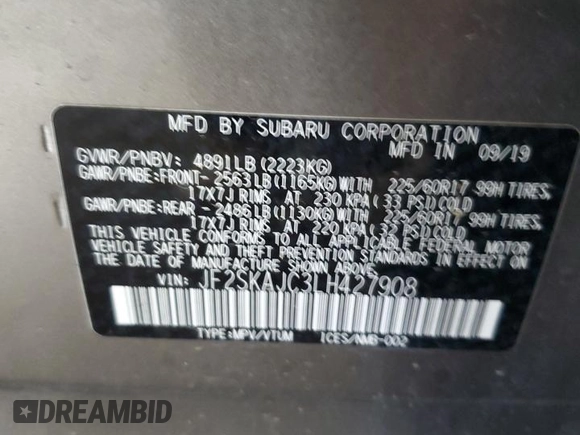 MFD BY SUBARU CORPORATION
MFD IN 09/19
GVWR/PNBV: 4891LB(2223KG)
GAWR/PNBE:FRONT-2563LB(1165KG)WITH 225/60R17 99H TIRES.
17X7J RIMS AT 230 KPA(33 PSI)COLD
GAWR/PNBE:REAR -2486LB(1130KG)WITH 225/60R17 99H TIRES.
17X7J RIMS AT 220 KPA(32 PSI)COLD
THIS VEHICLE CONFORMS TO ALL APPLICABLE FEDERAL MOTOR
VEHICLE SAFETY AND THEFT PREVENTION STANDARDS IN EFFECT ON
THE DATE OF MANUFACTURE SHOWN ABOVE.
VIN: JF2SKAJC3LH427908
TYPE:MPV/VTUM ICES/NMB-002
DREAMBID